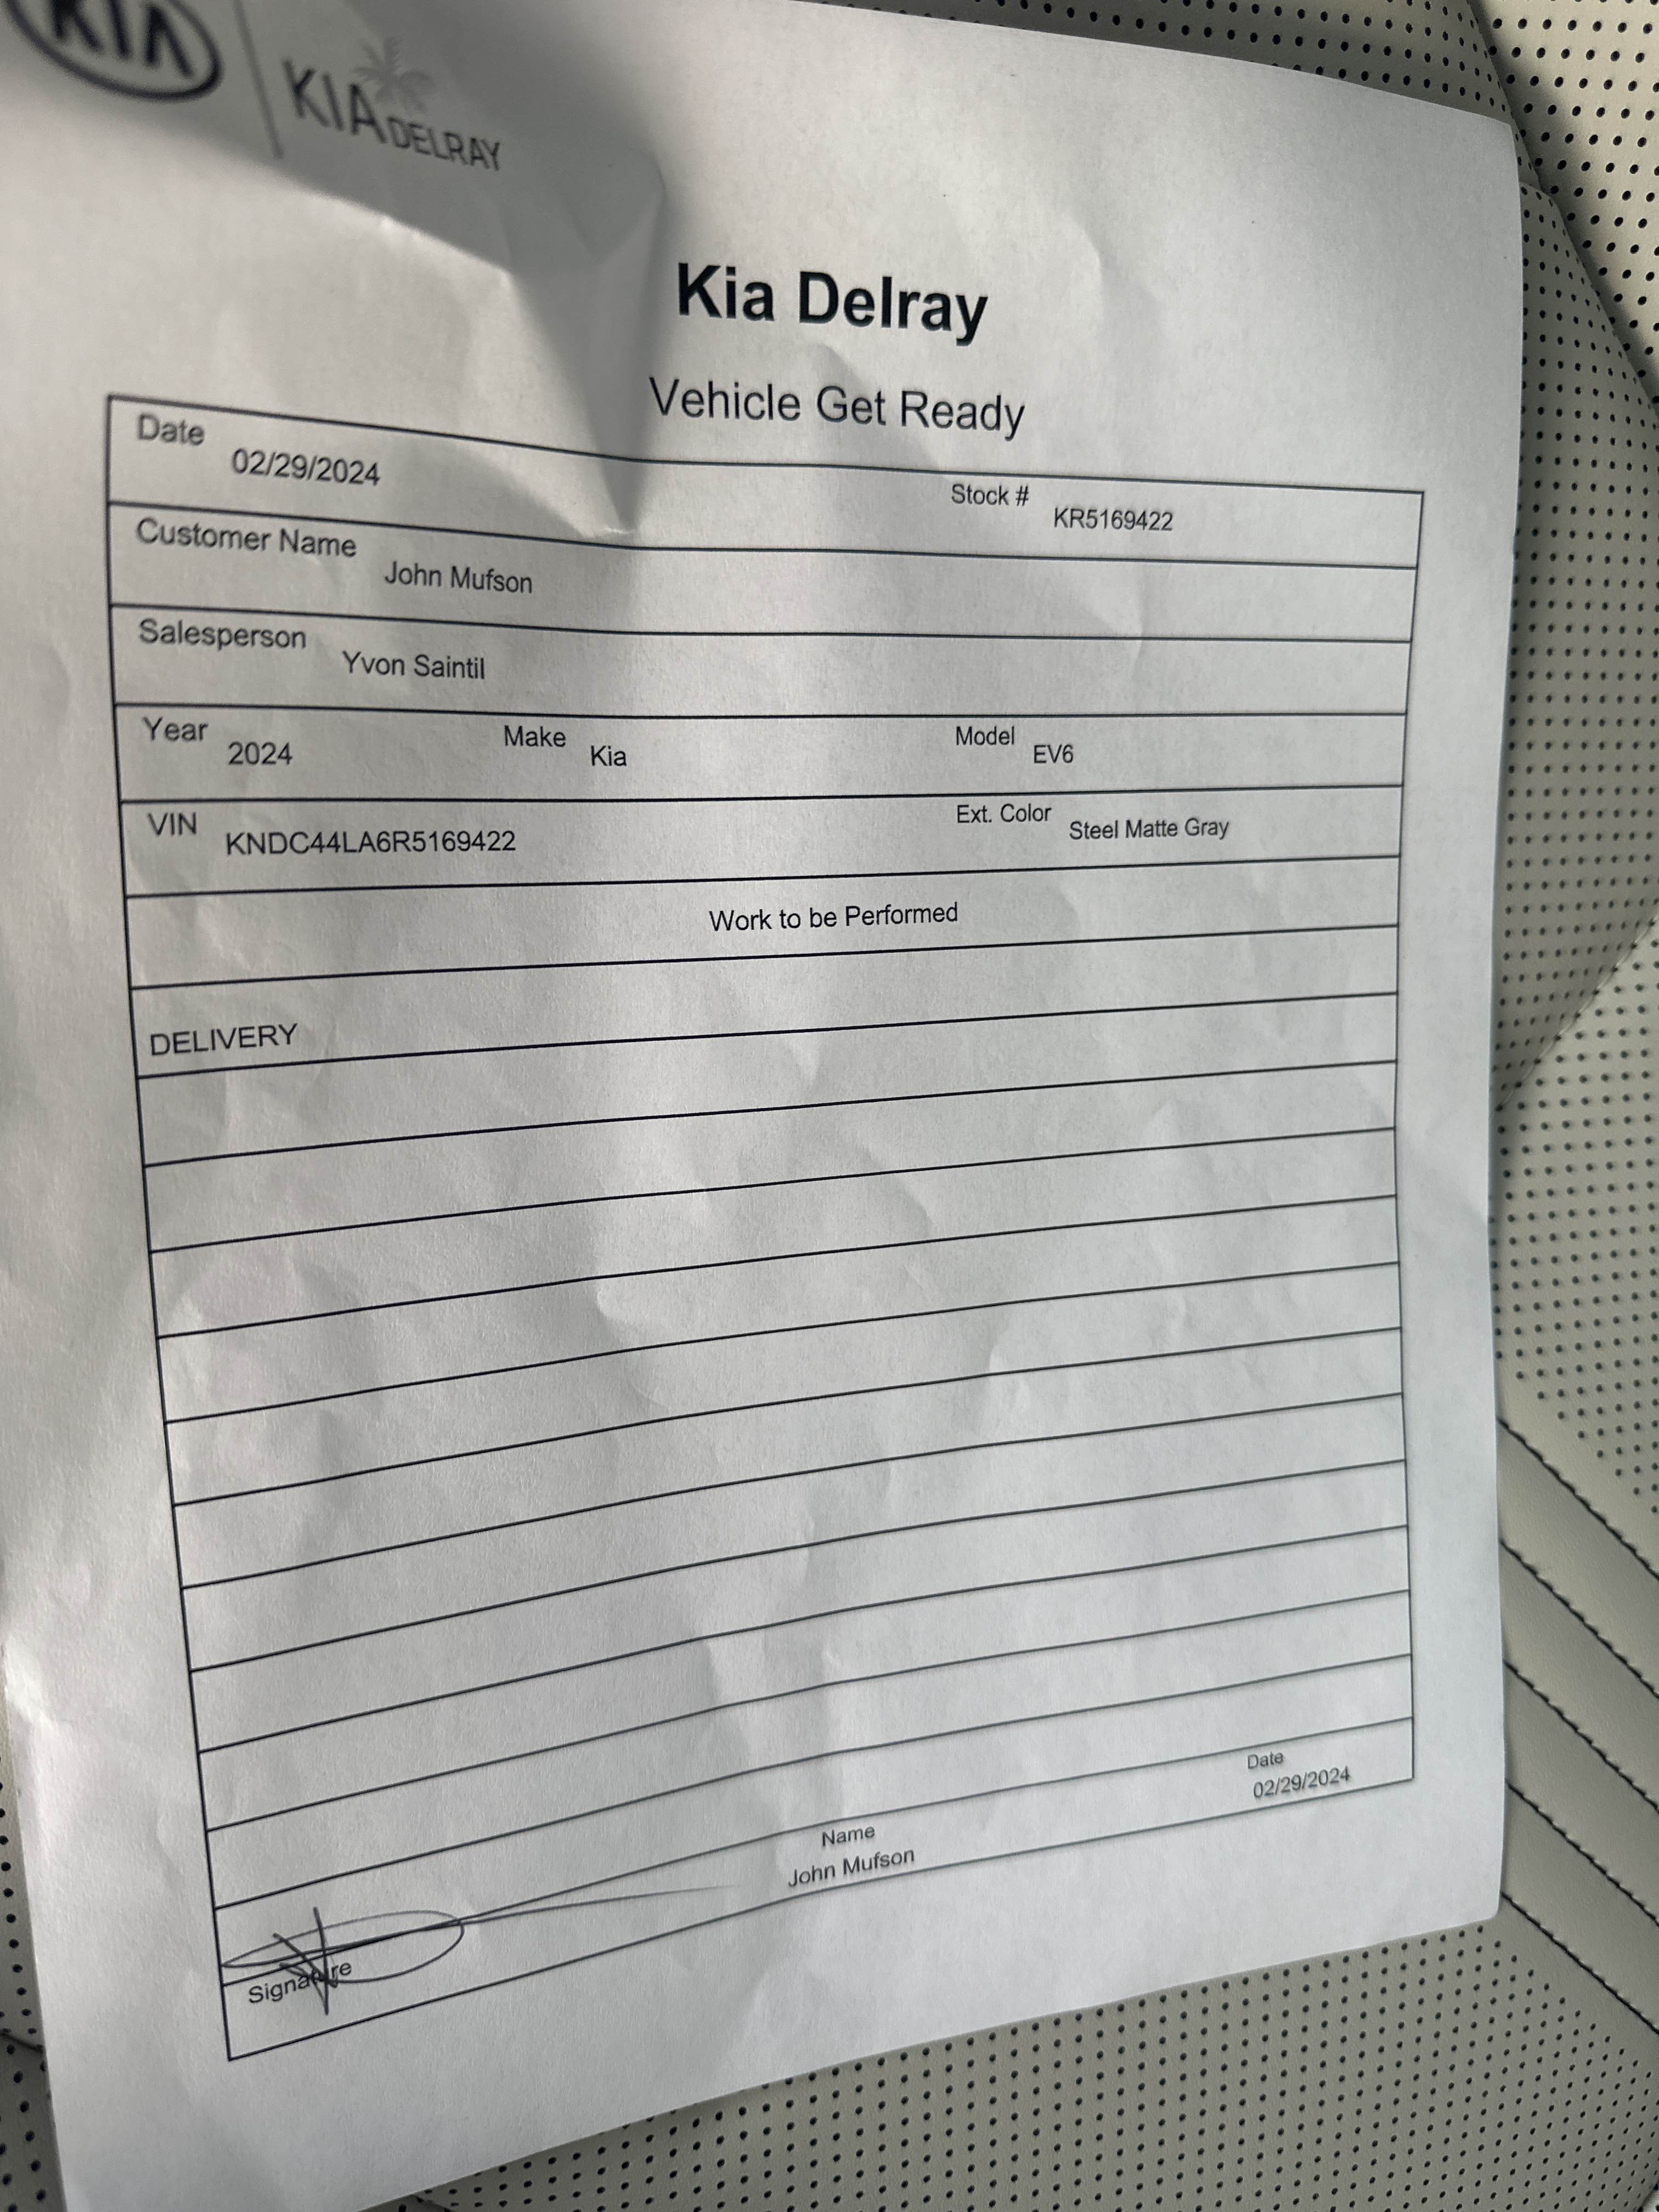 KIA
KIA DELRAY
Kia Delray
Vehicle Get Ready
Date 02/29/2024 Stock # KR5169422
Customer Name John Mufson
Salesperson Yvon Saintil
Year 2024 Make Kia Model EV6
VIN KNDC44LA6R5169422 Ext. Color Steel Matte Gray
Work to be Performed
DELIVERY
Signature Name Date
John Mufson 02/29/2024